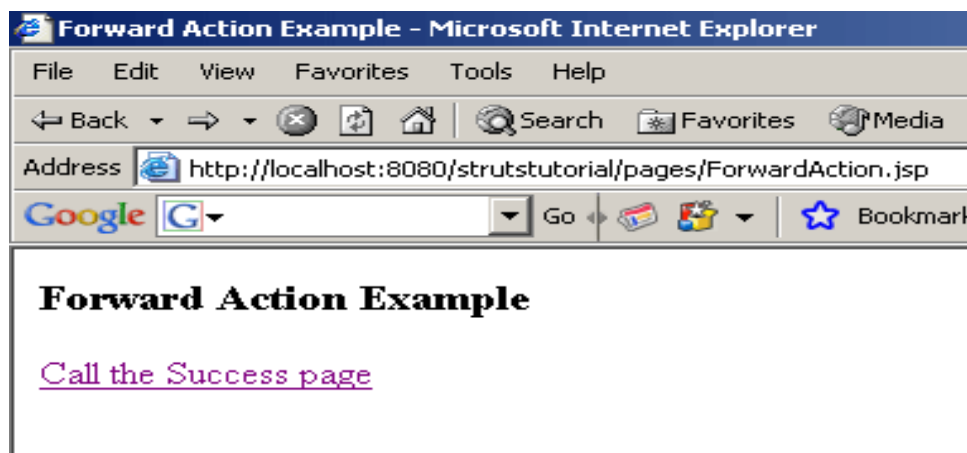 Forward Action Example - Microsoft Internet Explorer
File Edit View Favorites Tools Help
Back Search Favorites Media
Address http://localhost:8080/strutstutorial/pages/ForwardAction.jsp
Google G Go Bookmark
Forward Action Example
Call the Success page